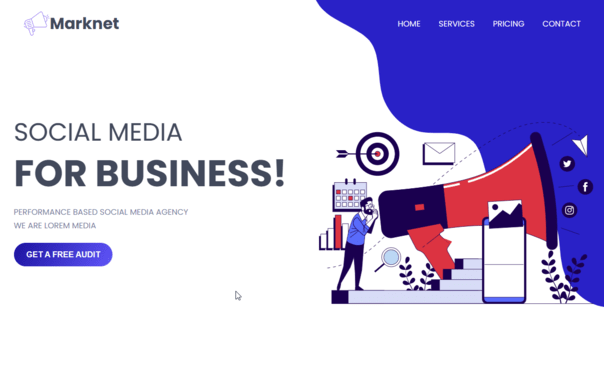 Marknet
HOME SERVICES PRICING CONTACT
SOCIAL MEDIA
FOR BUSINESS!
PERFORMANCE BASED SOCIAL MEDIA AGENCY
WE ARE LOREM MEDIA
GET A FREE AUDIT